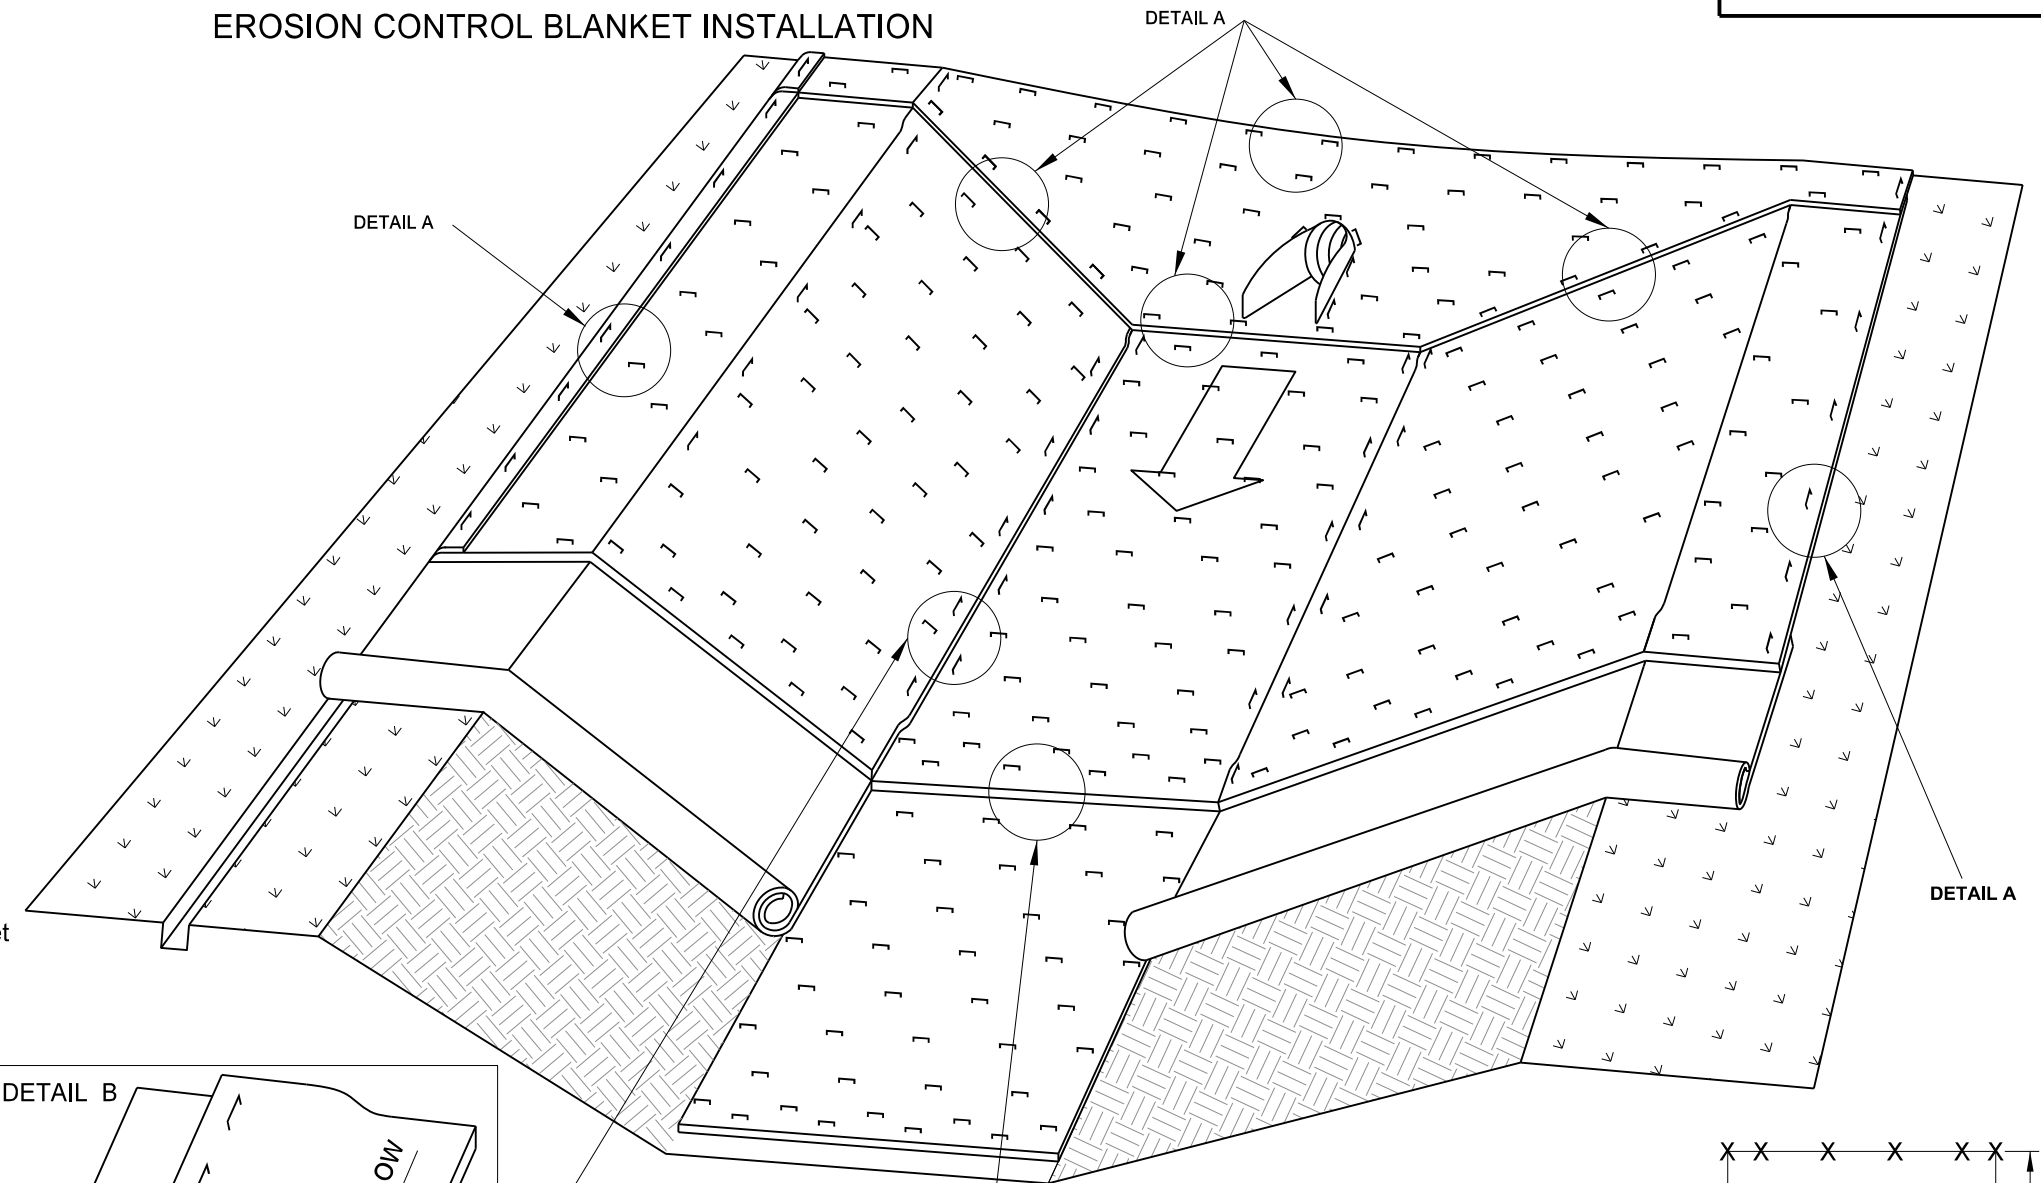 EROSION CONTROL BLANKET INSTALLATION
DETAIL A
DETAIL A
DETAIL A
DETAIL B
X X X X X X